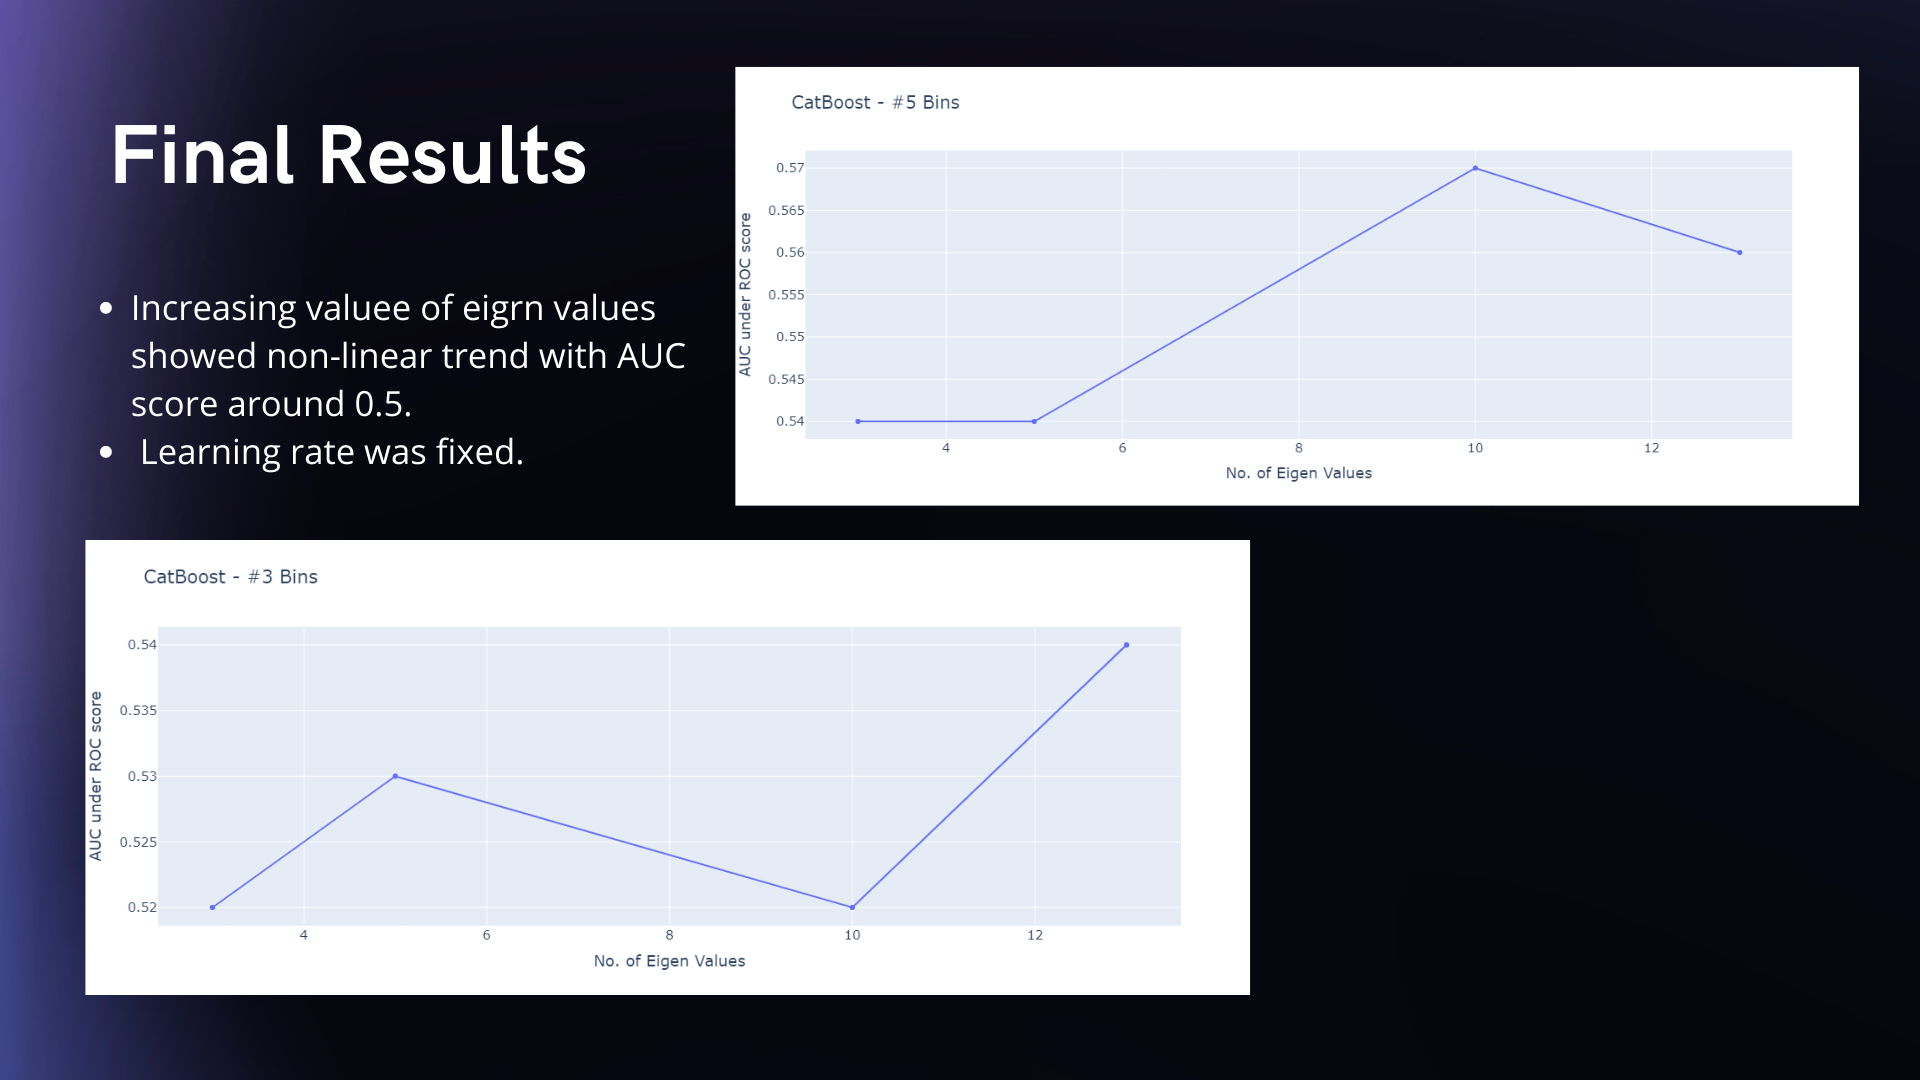 Final Results
• Increasing valuee of eigrn values
showed non-linear trend with AUC
score around 0.5.
• Learning rate was fixed.
CatBoost - #5 Bins
AUC under ROC score
0.57
0.565
0.56
0.555
0.55
0.545
0.54
4 6 8 10 12
No. of Eigen Values
CatBoost - #3 Bins
AUC under ROC score
0.54
0.535
0.53
0.525
0.52
4 6 8 10 12
No. of Eigen Values